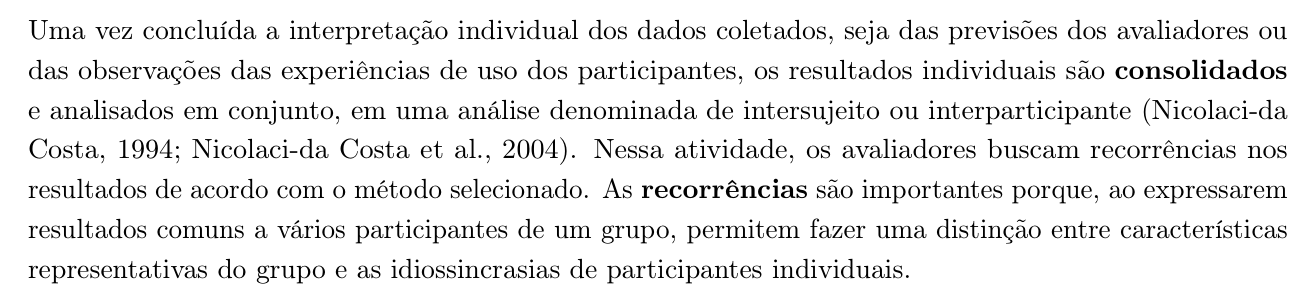 Uma vez concluída a interpretação individual dos dados coletados, seja das previsões dos avaliadores ou
das observações das experiências de uso dos participantes, os resultados individuais são consolidados
e analisados em conjunto, em uma análise denominada de intersujeito ou interparticipante (Nicolaci-da
Costa, 1994; Nicolaci-da Costa et al., 2004). Nessa atividade, os avaliadores buscam recorrências nos
resultados de acordo com o método selecionado. As recorrências são importantes porque, ao expressarem
resultados comuns a vários participantes de um grupo, permitem fazer uma distinção entre características
representativas do grupo e as idiossincrasias de participantes individuais.